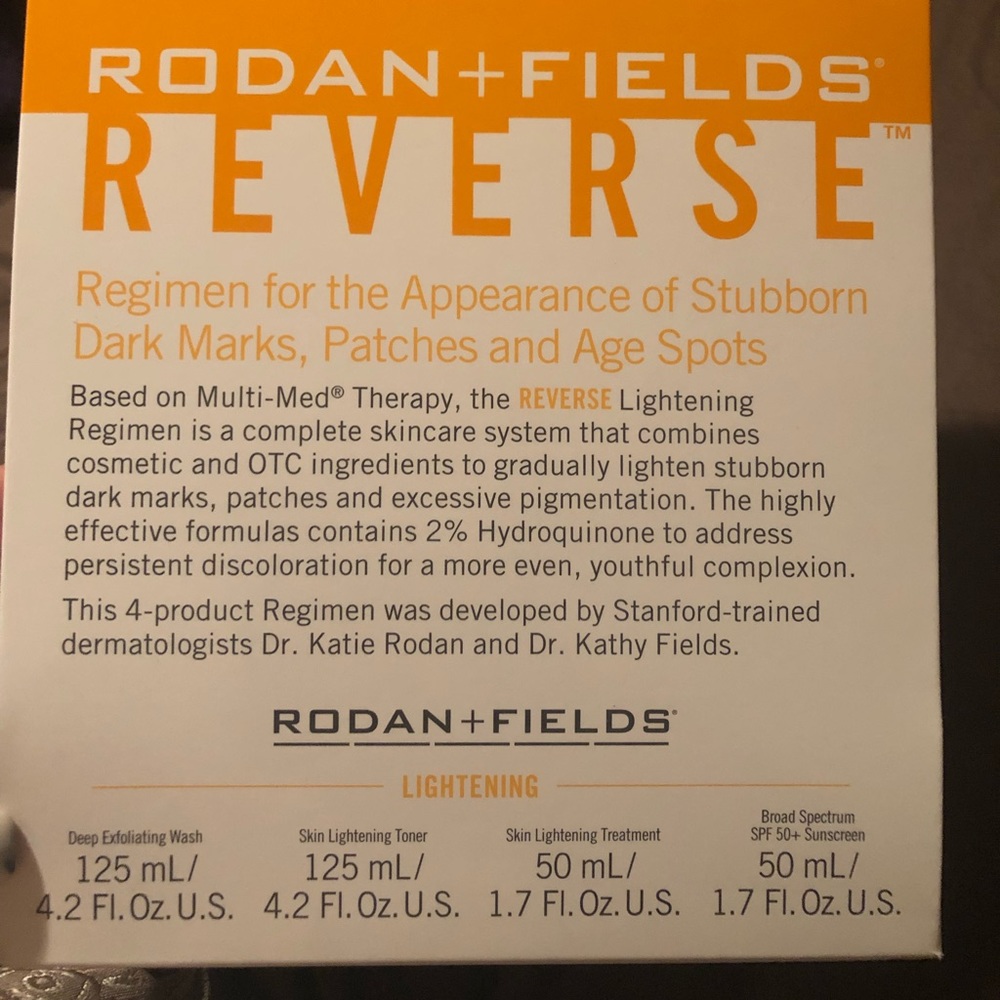 RODAN+FIELDS®
REVERSE™
Regimen for the Appearance of Stubborn
Dark Marks, Patches and Age Spots
Based on Multi-Med® Therapy, the REVERSE Lightening
Regimen is a complete skincare system that combines
cosmetic and OTC ingredients to gradually lighten stubborn
dark marks, patches and excessive pigmentation. The highly
effective formulas contains 2% Hydroquinone to address
persistent discoloration for a more even, youthful complexion.
This 4-product Regimen was developed by Stanford-trained
dermatologists Dr. Katie Rodan and Dr. Kathy Fields.
RODAN+FIELDS®
LIGHTENING
Deep Exfoliating Wash
125 mL/
4.2 Fl. Oz. U.S.
Skin Lightening Toner
125 mL/
4.2 Fl. Oz. U.S.
Skin Lightening Treatment
50 mL/
1.7 Fl. Oz. U.S.
Broad Spectrum
SPF 50+ Sunscreen
50 mL/
1.7 Fl. Oz. U.S.